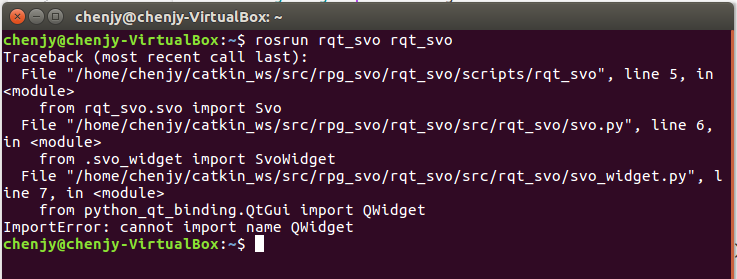 chenjy@chenjy-VirtualBox: ~
chenjy@chenjy-VirtualBox:~$ rosrun rqt_svo rqt_svo
Traceback (most recent call last):
  File "/home/chenjy/catkin_ws/src/rpg_svo/rqt_svo/scripts/rqt_svo", line 5, in
<module>
    from rqt_svo.svo import Svo
  File "/home/chenjy/catkin_ws/src/rpg_svo/rqt_svo/src/rqt_svo/svo.py", line 6,
in <module>
    from .svo_widget import SvoWidget
  File "/home/chenjy/catkin_ws/src/rpg_svo/rqt_svo/src/rqt_svo/svo_widget.py", l
ine 7, in <module>
    from python_qt_binding.QtGui import QWidget
ImportError: cannot import name QWidget
chenjy@chenjy-VirtualBox:~$